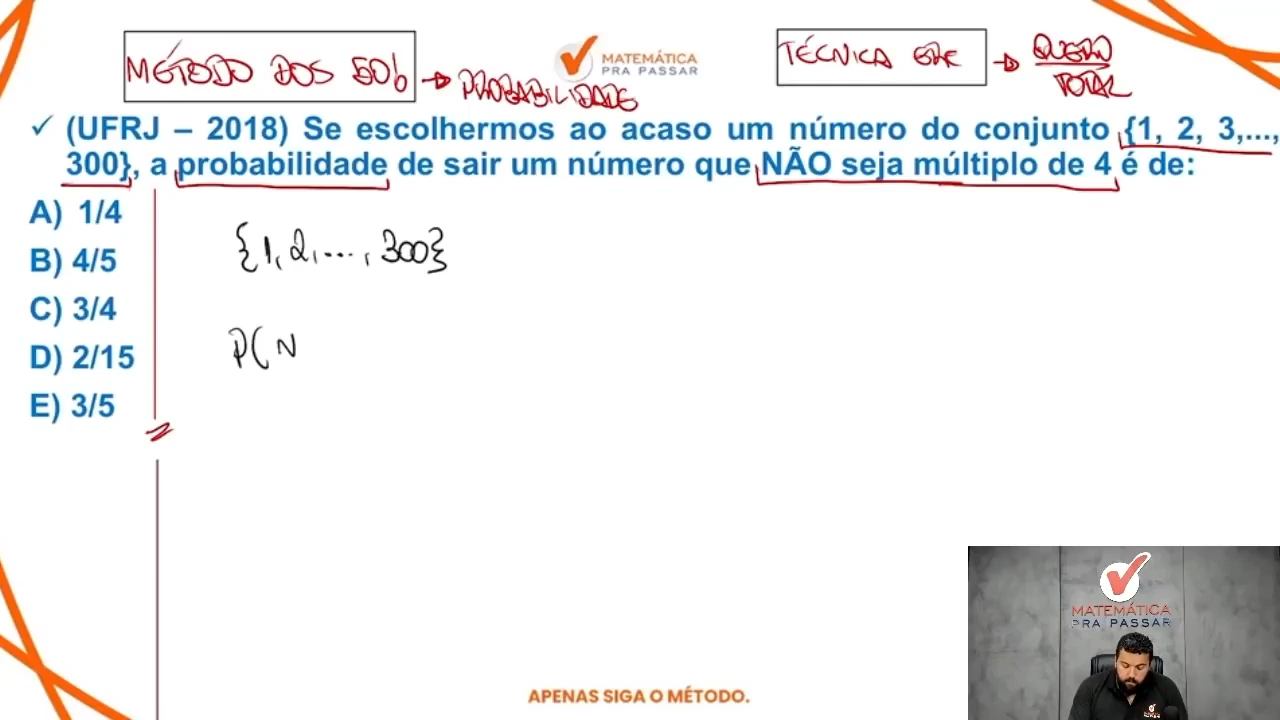 MÉTODO DOS 50%
PROBABILIDADE
MATEMÁTICA
PRA PASSAR
TÉCNICA
QUERO
TOTAL
✓ (UFRJ – 2018) Se escolhermos ao acaso um número do conjunto {1, 2, 3,...,
300}, a probabilidade de sair um número que NÃO seja múltiplo de 4 é de:
A) 1/4
B) 4/5
C) 3/4
D) 2/15
E) 3/5
{1, 2, ..., 300}
P( N
MATEMÁTICA
PRA PASSAR
APENAS SIGA O MÉTODO.